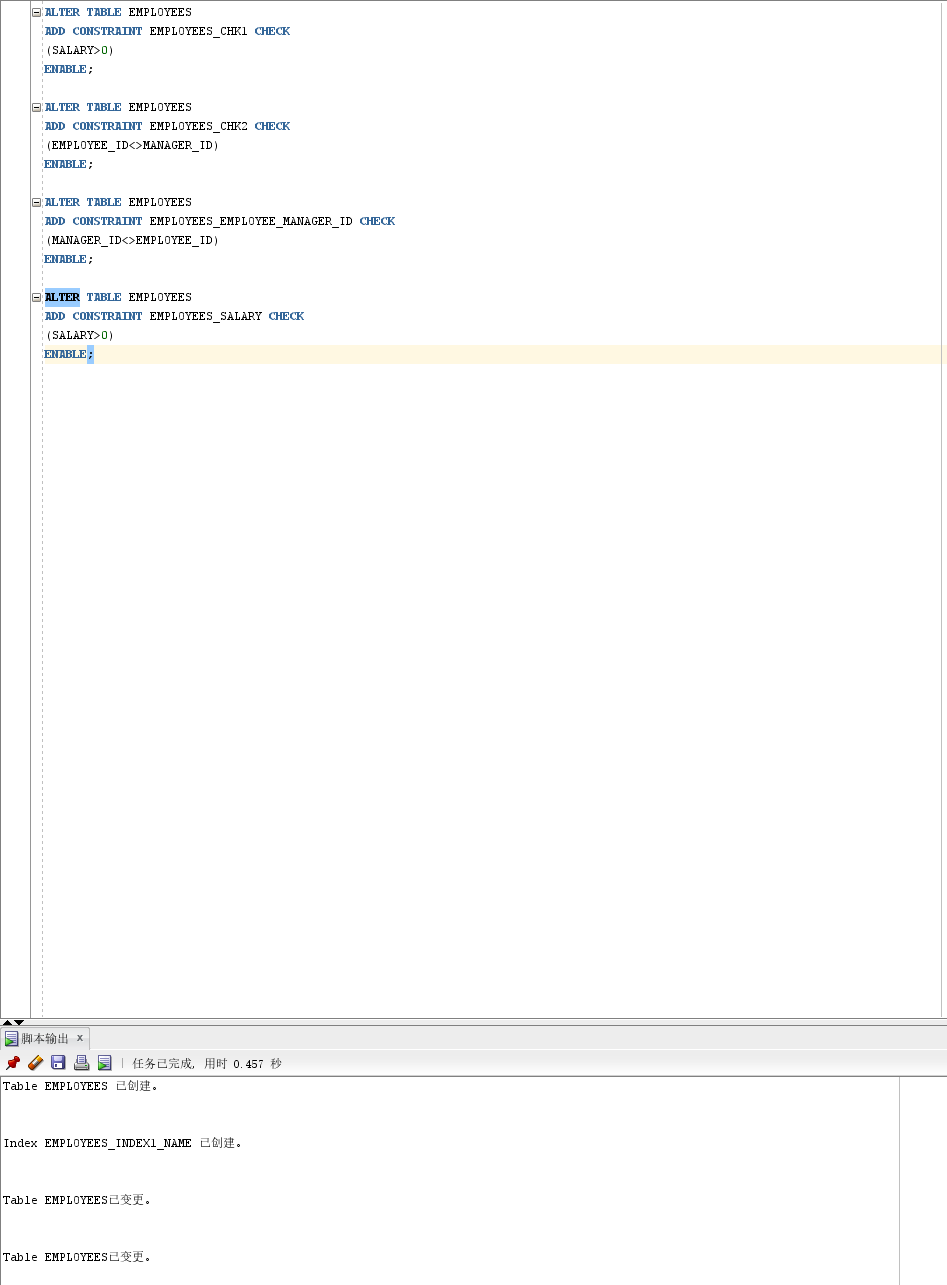 ALTER TABLE EMPLOYEES
ADD CONSTRAINT EMPLOYEES_CHK1 CHECK
(SALARY>0)
ENABLE;
ALTER TABLE EMPLOYEES
ADD CONSTRAINT EMPLOYEES_CHK2 CHECK
(EMPLOYEE_ID<>MANAGER_ID)
ENABLE;
ALTER TABLE EMPLOYEES
ADD CONSTRAINT EMPLOYEES_EMPLOYEE_MANAGER_ID CHECK
(MANAGER_ID<>EMPLOYEE_ID)
ENABLE;
ALTER TABLE EMPLOYEES
ADD CONSTRAINT EMPLOYEES_SALARY CHECK
(SALARY>0)
ENABLE;
脚本输出 x
任务已完成, 用时 0.457 秒
Table EMPLOYEES 已创建。
Index EMPLOYEES_INDEX1_NAME 已创建。
Table EMPLOYEES已变更。
Table EMPLOYEES已变更。